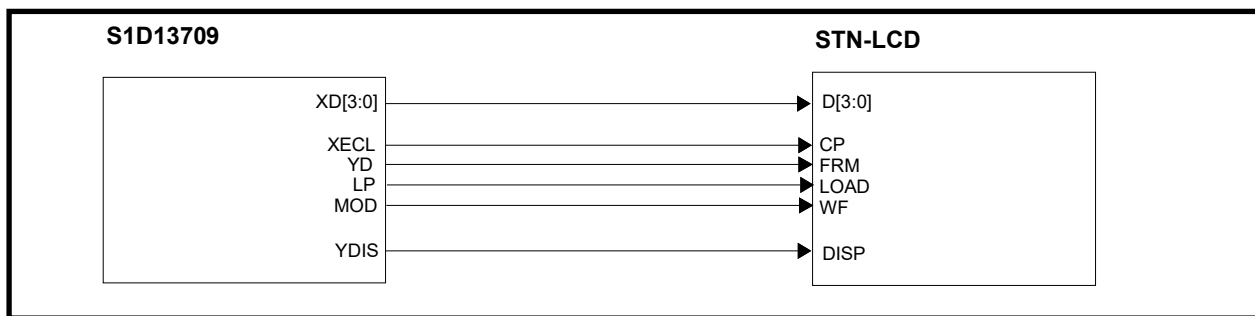 S1D13709
STN-LCD
XD[3:0]
D[3:0]
XECL
CP
YD
FRM
LP
LOAD
MOD
WF
YDIS
DISP